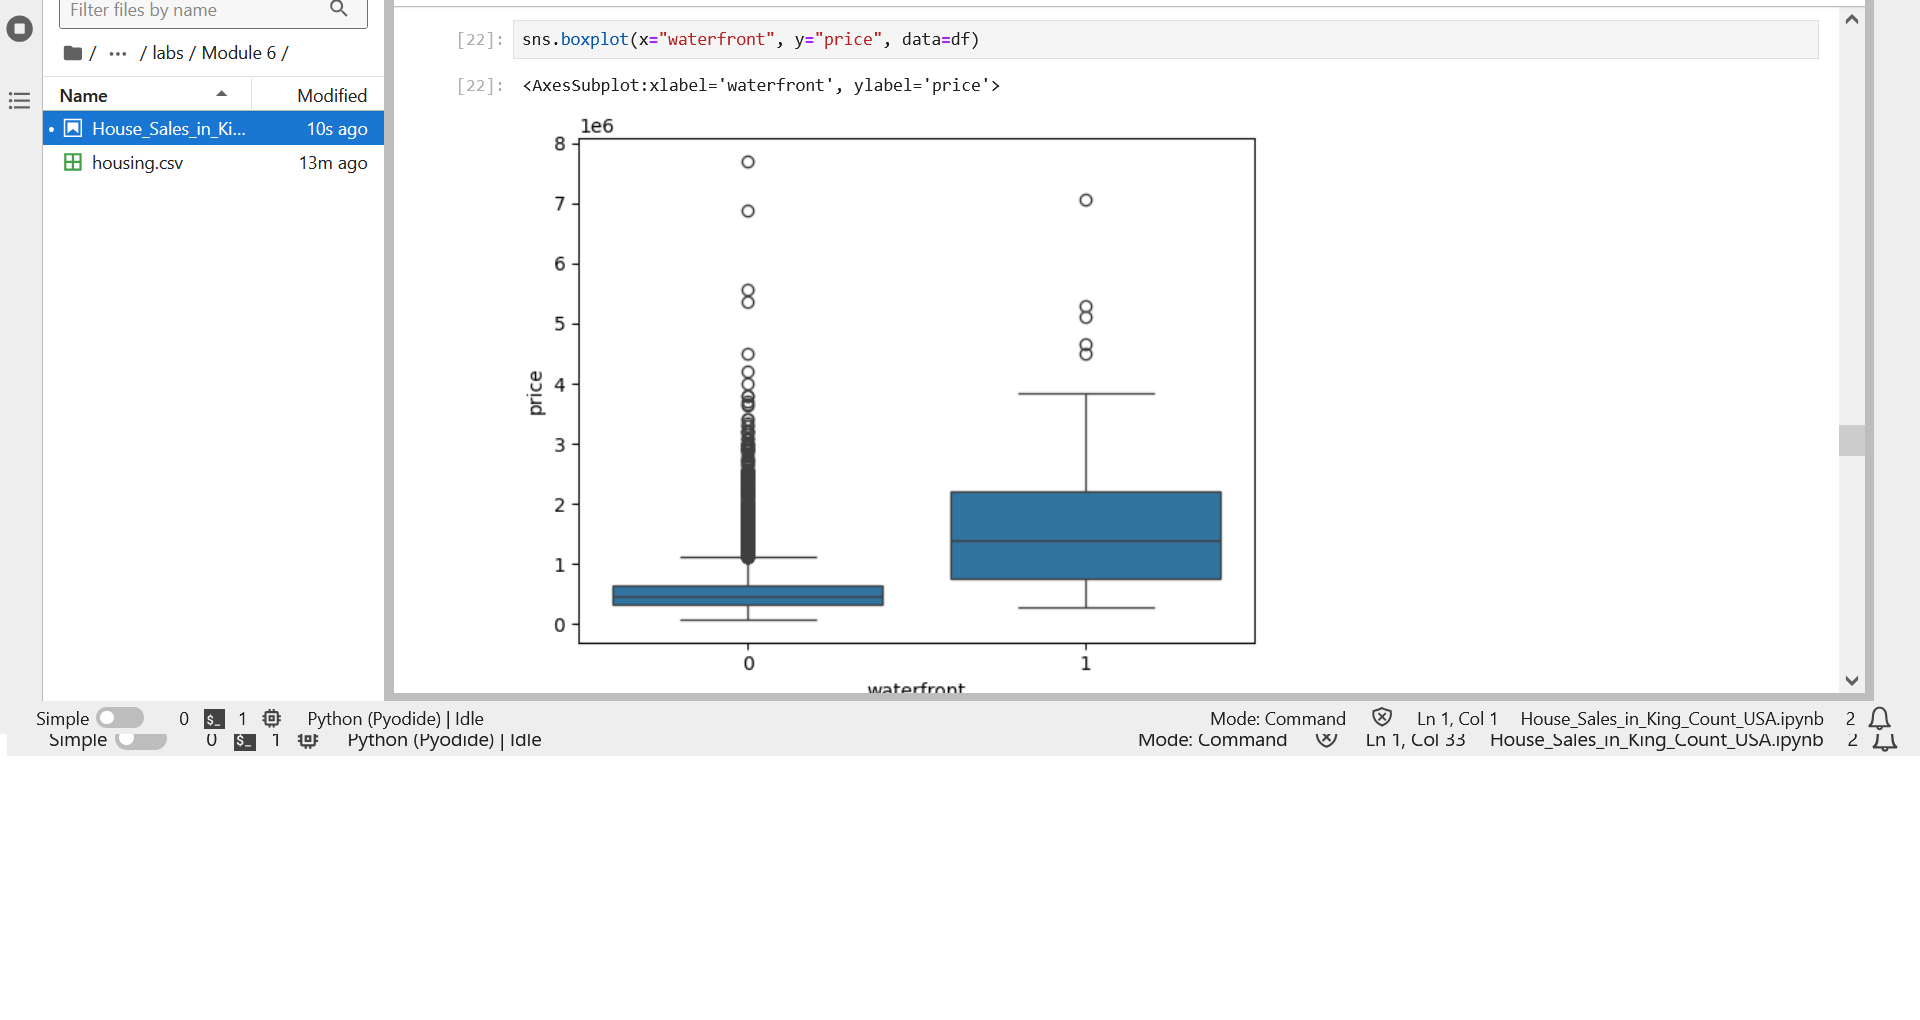 Filter files by name
/ ··· / labs / Module 6 /
Name Modified
House_Sales_in_Ki... 10s ago
housing.csv 13m ago
[22]: sns.boxplot(x="waterfront", y="price", data=df)
[22]: <AxesSubplot:xlabel='waterfront', ylabel='price'>
1e6
8
7
6
5
4
3
2
1
0
price
0 1
waterfront
Simple 0 $_ 1 Python (Pyodide) | Idle Mode: Command Ln 1, Col 1 House_Sales_in_King_Count_USA.ipynb 2
Simple 0 $_ 1 Python (Pyodide) | Idle Mode: Command Ln 1, Col 33 House_Sales_in_King_Count_USA.ipynb 2